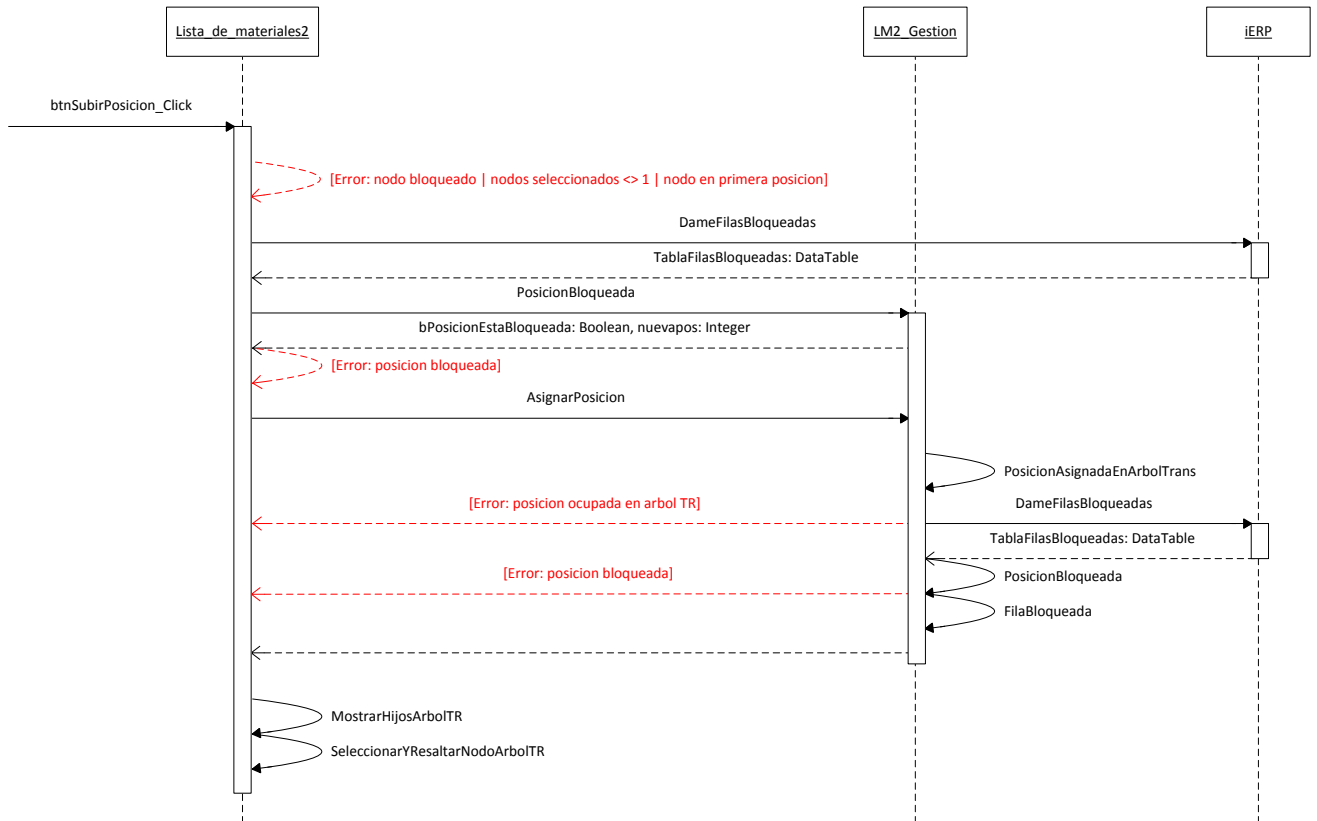 Lista_de_materiales2
LM2_Gestion
iERP
btnSubirPosicion_Click
[Error: nodo bloqueado | nodos seleccionados <> 1 | nodo en primera posicion]
DameFilasBloqueadas
TablaFilasBloqueadas: DataTable
PosicionBloqueada
bPosicionEstaBloqueada: Boolean, nuevapos: Integer
[Error: posicion bloqueada]
AsignarPosicion
PosicionAsignadaEnArbolTrans
[Error: posicion ocupada en arbol TR]
DameFilasBloqueadas
TablaFilasBloqueadas: DataTable
[Error: posicion bloqueada]
PosicionBloqueada
FilaBloqueada
MostrarHijosArbolTR
SeleccionarYResaltarNodoArbolTR